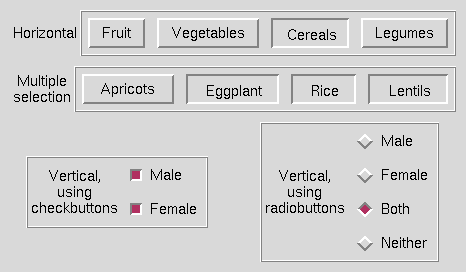 Horizontal Fruit Vegetables Cereals Legumes
Multiple
selection Apricots Eggplant Rice Lentils
Vertical,
using
checkbuttons
Male
Female
Vertical,
using
radiobuttons
Male
Female
Both
Neither